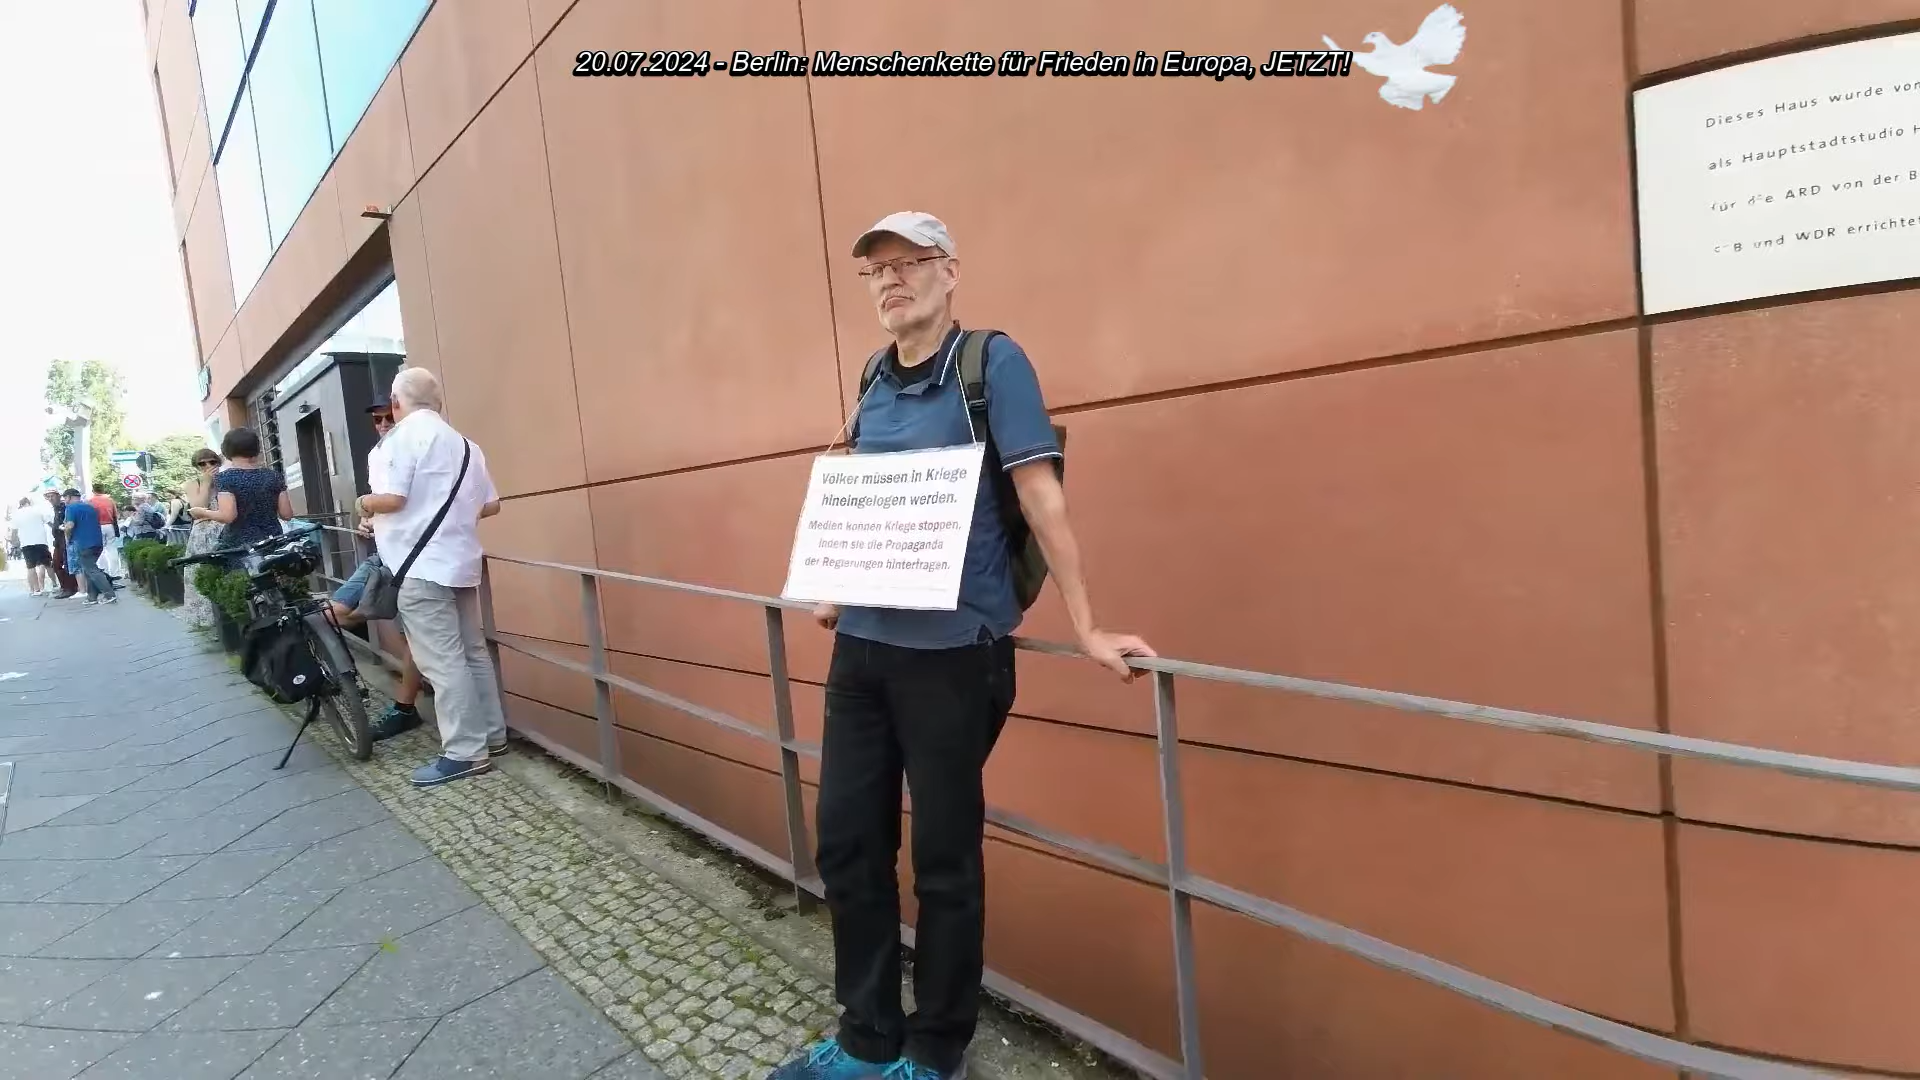 20.07.2024 - Berlin: Menschenkette für Frieden in Europa, JETZT!
Dieses Haus wurde von
als Hauptstadtstudio
für die ARD von der B
und WDR errichtet
Völker müssen in Kriege
hineingelogen werden.
Medien können Kriege stoppen,
indem sie die Propaganda
der Regierungen hinterfragen.